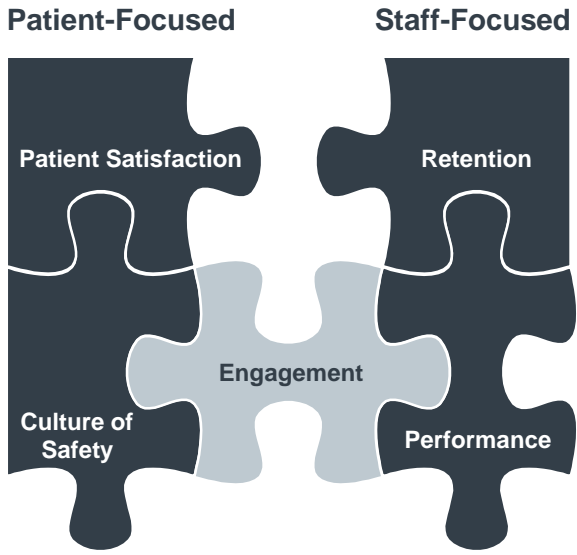 Patient-Focused
Staff-Focused
Patient Satisfaction
Retention
Engagement
Culture of
Safety
Performance